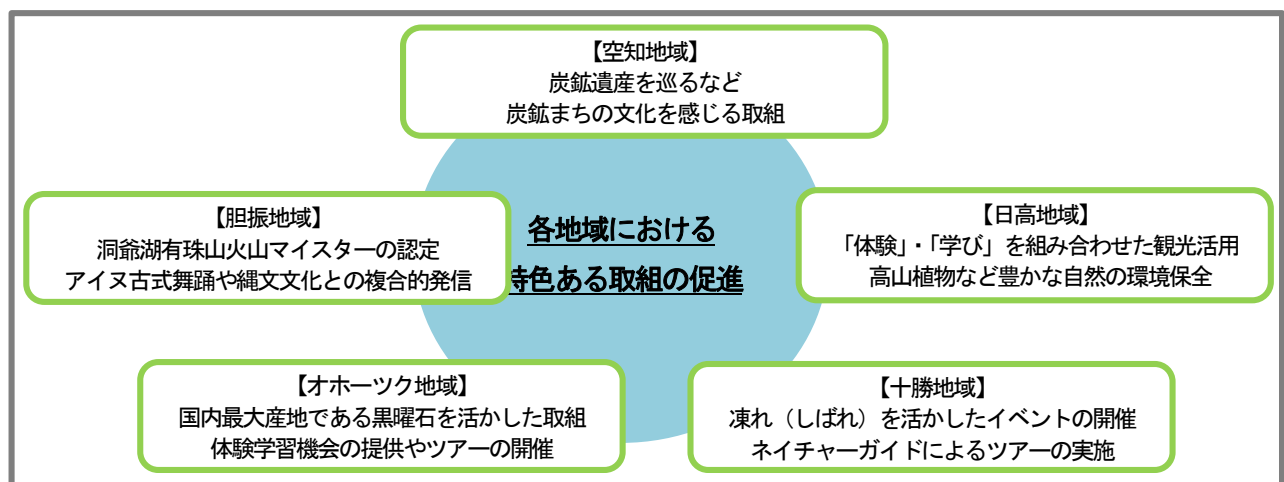 【空知地域】
炭鉱遺産を巡るなど
炭鉱まちの文化を感じる取組
【胆振地域】
洞爺湖有珠山火山マイスターの認定
アイヌ古式舞踊や縄文文化との複合的発信
各地域における
特色ある取組の促進
【日高地域】
「体験」・「学び」を組み合わせた観光活用
高山植物など豊かな自然の環境保全
【オホーツク地域】
国内最大産地である黒曜石を活かした取組
体験学習機会の提供やツアーの開催
【十勝地域】
凍れ（しばれ）を活かしたイベントの開催
ネイチャーガイドによるツアーの実施